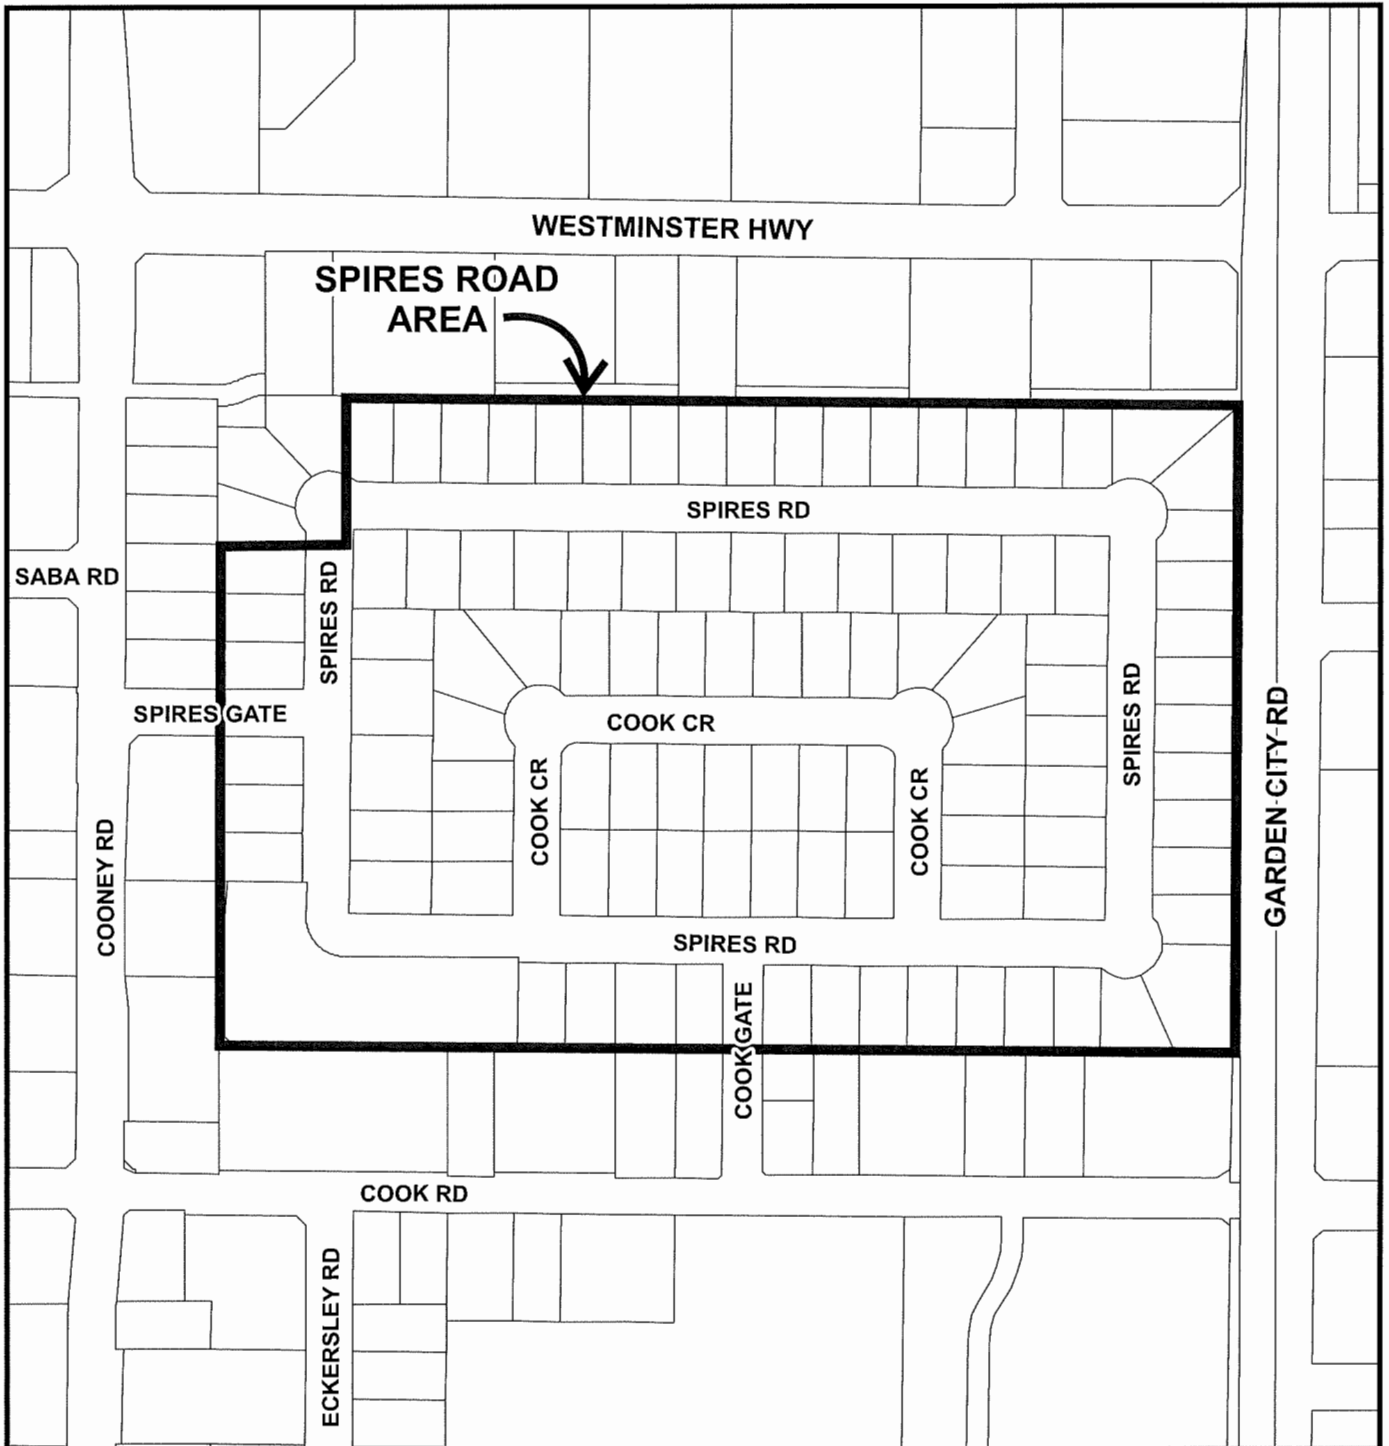 WESTMINSTER HWY
SPIRES ROAD
AREA
SPIRES RD
SABA RD
SPIRES RD
SPIRES GATE
COOK CR
SPIRES RD
GARDEN CITY RD
COOK CR
COOK CR
COONEY RD
SPIRES RD
COOK GATE
COOK RD
ECKERSLEY RD